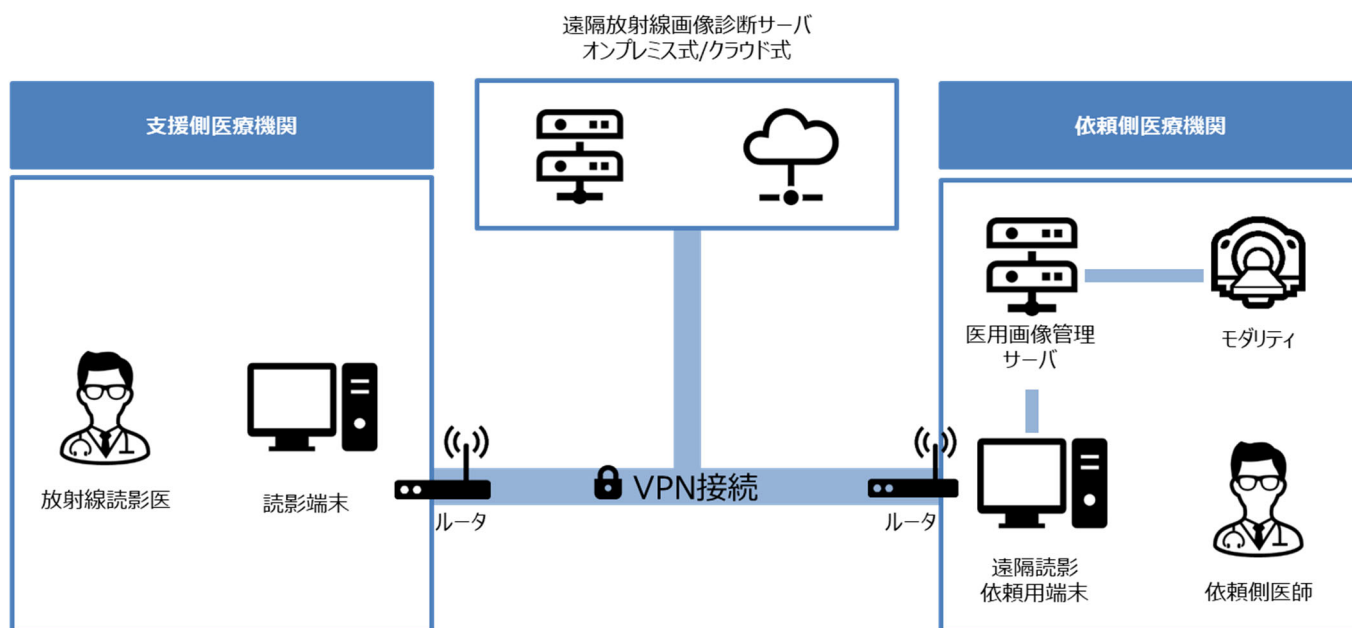 遠隔放射線画像診断サーバ
オンプレミス式/クラウド式
支援側医療機関
依頼側医療機関
医用画像管理
サーバ
モダリティ
放射線読影医
読影端末
ルータ
VPN接続
ルータ
遠隔読影
依頼用端末
依頼側医師